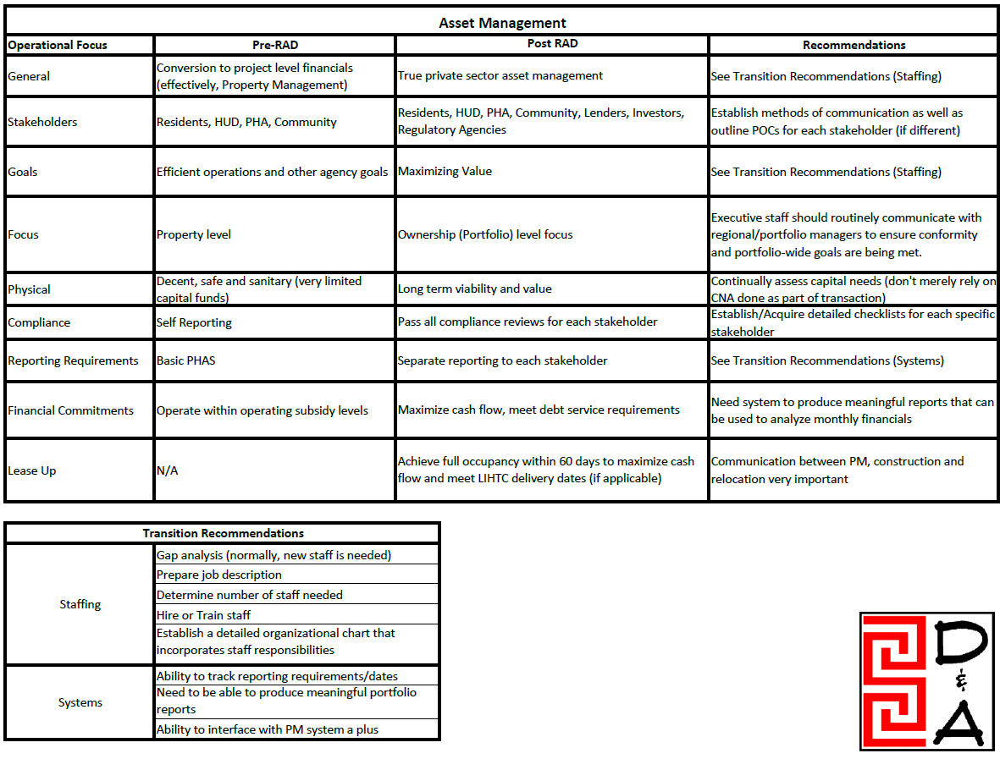 Asset Management
Operational Focus
Pre-RAD
Post RAD
Recommendations
General
Conversion to project level financials
(effectively, Property Management)
True private sector asset management
See Transition Recommendations (Staffing)
Stakeholders
Residents, HUD, PHA, Community
Residents, HUD, PHA, Community, Lenders, Investors,
Regulatory Agencies
Establish methods of communication as well as
outline POCs for each stakeholder (if different)
Goals
Efficient operations and other agency goals
Maximizing Value
See Transition Recommendations (Staffing)
Focus
Property level
Ownership (Portfolio) level focus
Executive staff should routinely communicate with
regional/portfolio managers to ensure conformity
and portfolio-wide goals are being met.
Physical
Decent, safe and sanitary (very limited
capital funds)
Long term viability and value
Continually assess capital needs (don't merely rely on
CNA done as part of transaction)
Compliance
Self Reporting
Pass all compliance reviews for each stakeholder
Establish/Acquire detailed checklists for each specific
stakeholder
Reporting Requirements
Basic PHAS
Separate reporting to each stakeholder
See Transition Recommendations (Systems)
Financial Commitments
Operate within operating subsidy levels
Maximize cash flow, meet debt service requirements
Need system to produce meaningful reports that can
be used to analyze monthly financials
Lease Up
N/A
Achieve full occupancy within 60 days to maximize cash
flow and meet LIHTC delivery dates (if applicable)
Communication between PM, construction and
relocation very important
Transition Recommendations
Staffing
Gap analysis (normally, new staff is needed)
Prepare job description
Determine number of staff needed
Hire or Train staff
Establish a detailed organizational chart that
incorporates staff responsibilities
Systems
Ability to track reporting requirements/dates
Need to be able to produce meaningful portfolio
reports
Ability to interface with PM system a plus
D
&
A